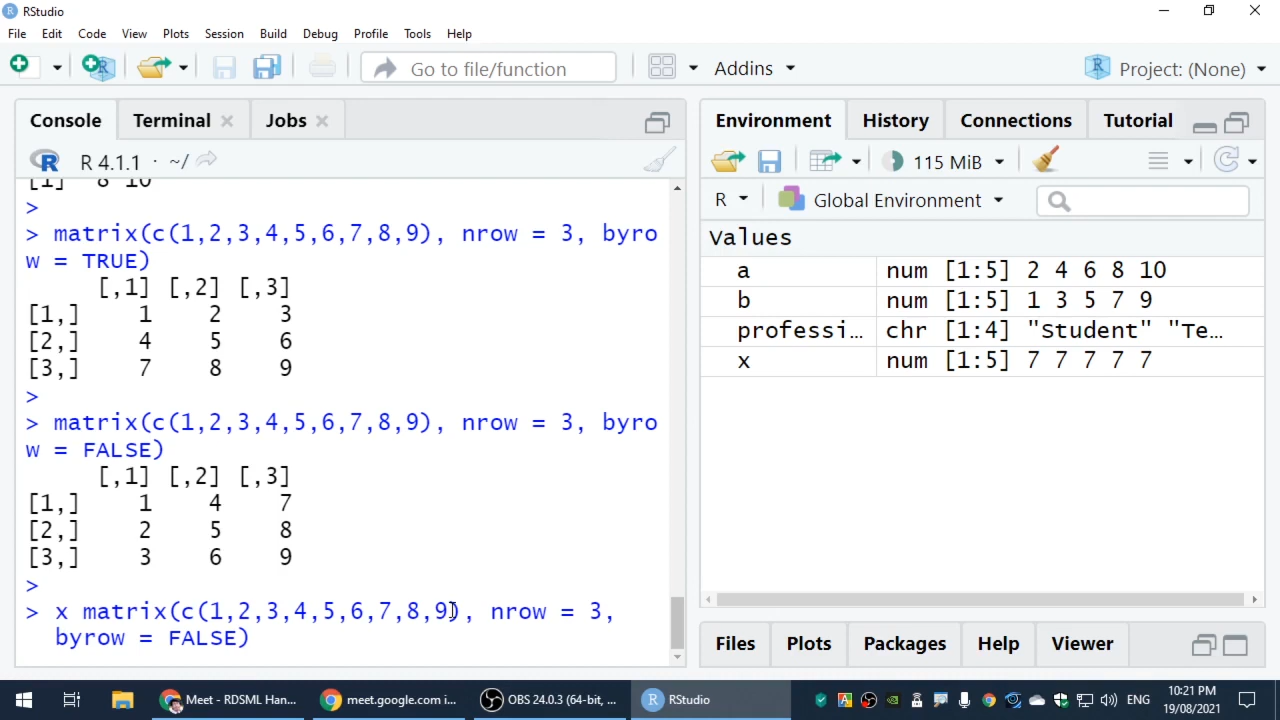 RStudio
File Edit Code View Plots Session Build Debug Profile Tools Help
Go to file/function
Addins
Project: (None)
Console Terminal Jobs
R 4.1.1 · ~/
[1] 8 10
>
> matrix(c(1,2,3,4,5,6,7,8,9), nrow = 3, byro
w = TRUE)
[,1] [,2] [,3]
[1,] 1 2 3
[2,] 4 5 6
[3,] 7 8 9
>
> matrix(c(1,2,3,4,5,6,7,8,9), nrow = 3, byro
w = FALSE)
[,1] [,2] [,3]
[1,] 1 4 7
[2,] 2 5 8
[3,] 3 6 9
>
> x matrix(c(1,2,3,4,5,6,7,8,9), nrow = 3,
byrow = FALSE)
Environment History Connections Tutorial
115 MiB
R Global Environment
Values
a num [1:5] 2 4 6 8 10
b num [1:5] 1 3 5 7 9
professi... chr [1:4] "Student" "Te...
x num [1:5] 7 7 7 7 7
Files Plots Packages Help Viewer
Meet - RDSML Han...
meet.google.com i...
OBS 24.0.3 (64-bit, ...
RStudio
ENG
10:21 PM
19/08/2021